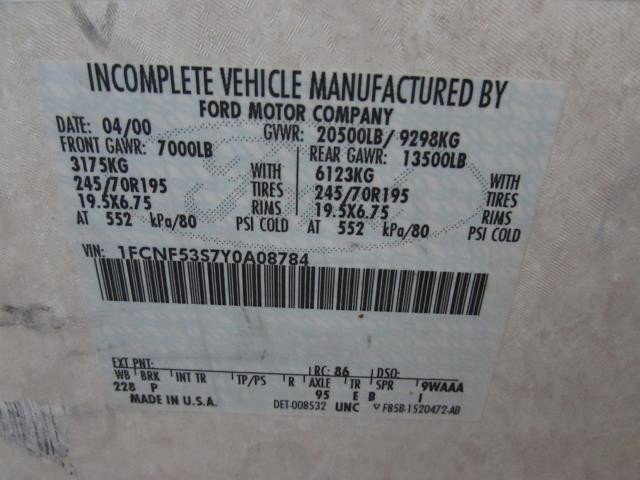 INCOMPLETE VEHICLE MANUFACTURED BY
FORD MOTOR COMPANY
DATE: 04/00 GVWR: 20500LB/ 9298KG
FRONT GAWR: 7000LB REAR GAWR: 13500LB
3175KG WITH 6123KG WITH
245/70R195 TIRES 245/70R195 TIRES
19.5X6.75 RIMS 19.5X6.75 RIMS
AT 552 kPa/80 PSI COLD AT 552 kPa/80 PSI COLD
VIN: 1FCNF53S7Y0A08784
EXT PNT: RC: 86 DSO:
WB BRK INT TR TP/PS R AXLE TR SPR 9WAAA
228 P 95 E B I
MADE IN U.S.A. DET-008532 UNC F85B-1520472-AB